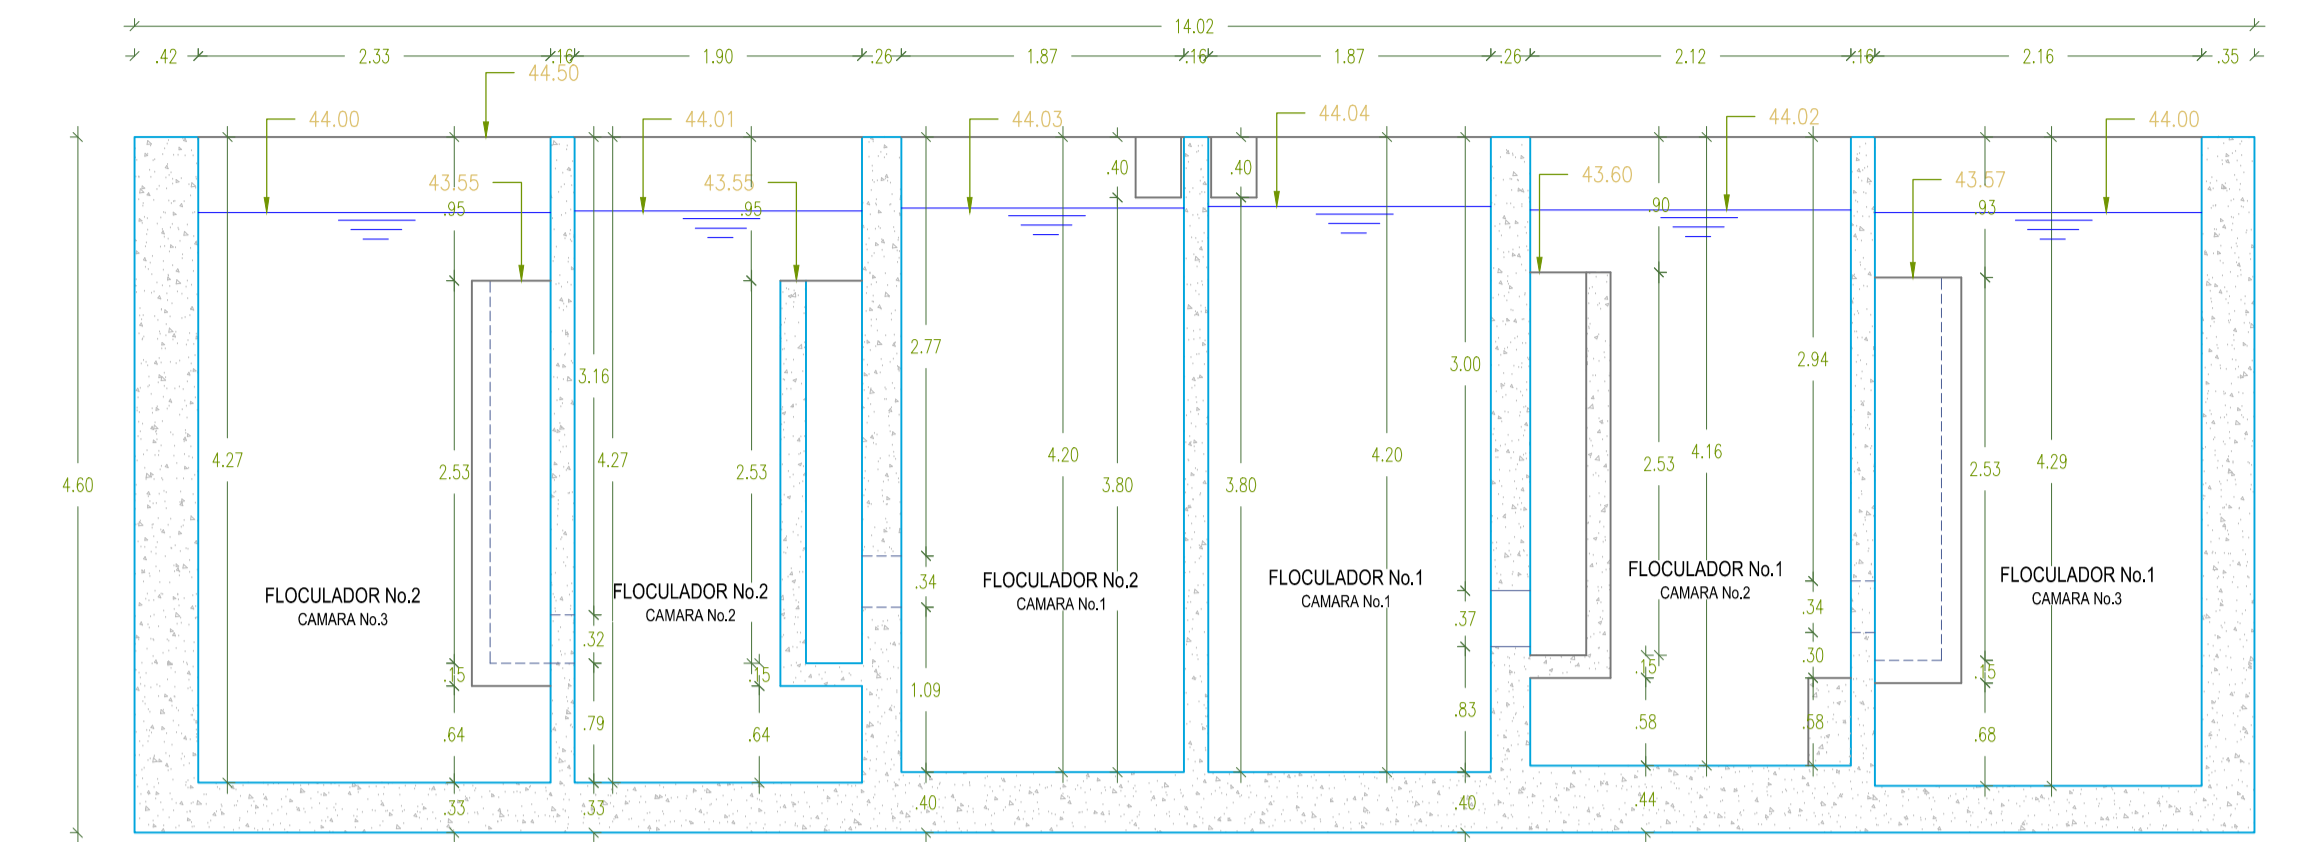 14.02
.42 2.33 .16 1.90 .26 1.87 .16 1.87 .26 2.12 .16 2.16 .35
44.50
44.00 44.01 44.03 44.04 44.02 44.00
.40 .40
43.55 43.55 43.60 43.57
.95 .95 .90 .93
2.77 3.00 2.94
3.16
4.27 4.27 4.20 4.20 4.16 4.29
4.60 2.53 2.53 3.80 3.80 2.53 2.53
FLOCULADOR No.2
CAMARA No.3
FLOCULADOR No.2
CAMARA No.2
FLOCULADOR No.2
CAMARA No.1
FLOCULADOR No.1
CAMARA No.1
FLOCULADOR No.1
CAMARA No.2
FLOCULADOR No.1
CAMARA No.3
.34 .37 .34
.32 .30
.15 .15 .15 .15
1.09 .83
.64 .79 .64 .58 .58 .68
.33 .33 .40 .40 .44